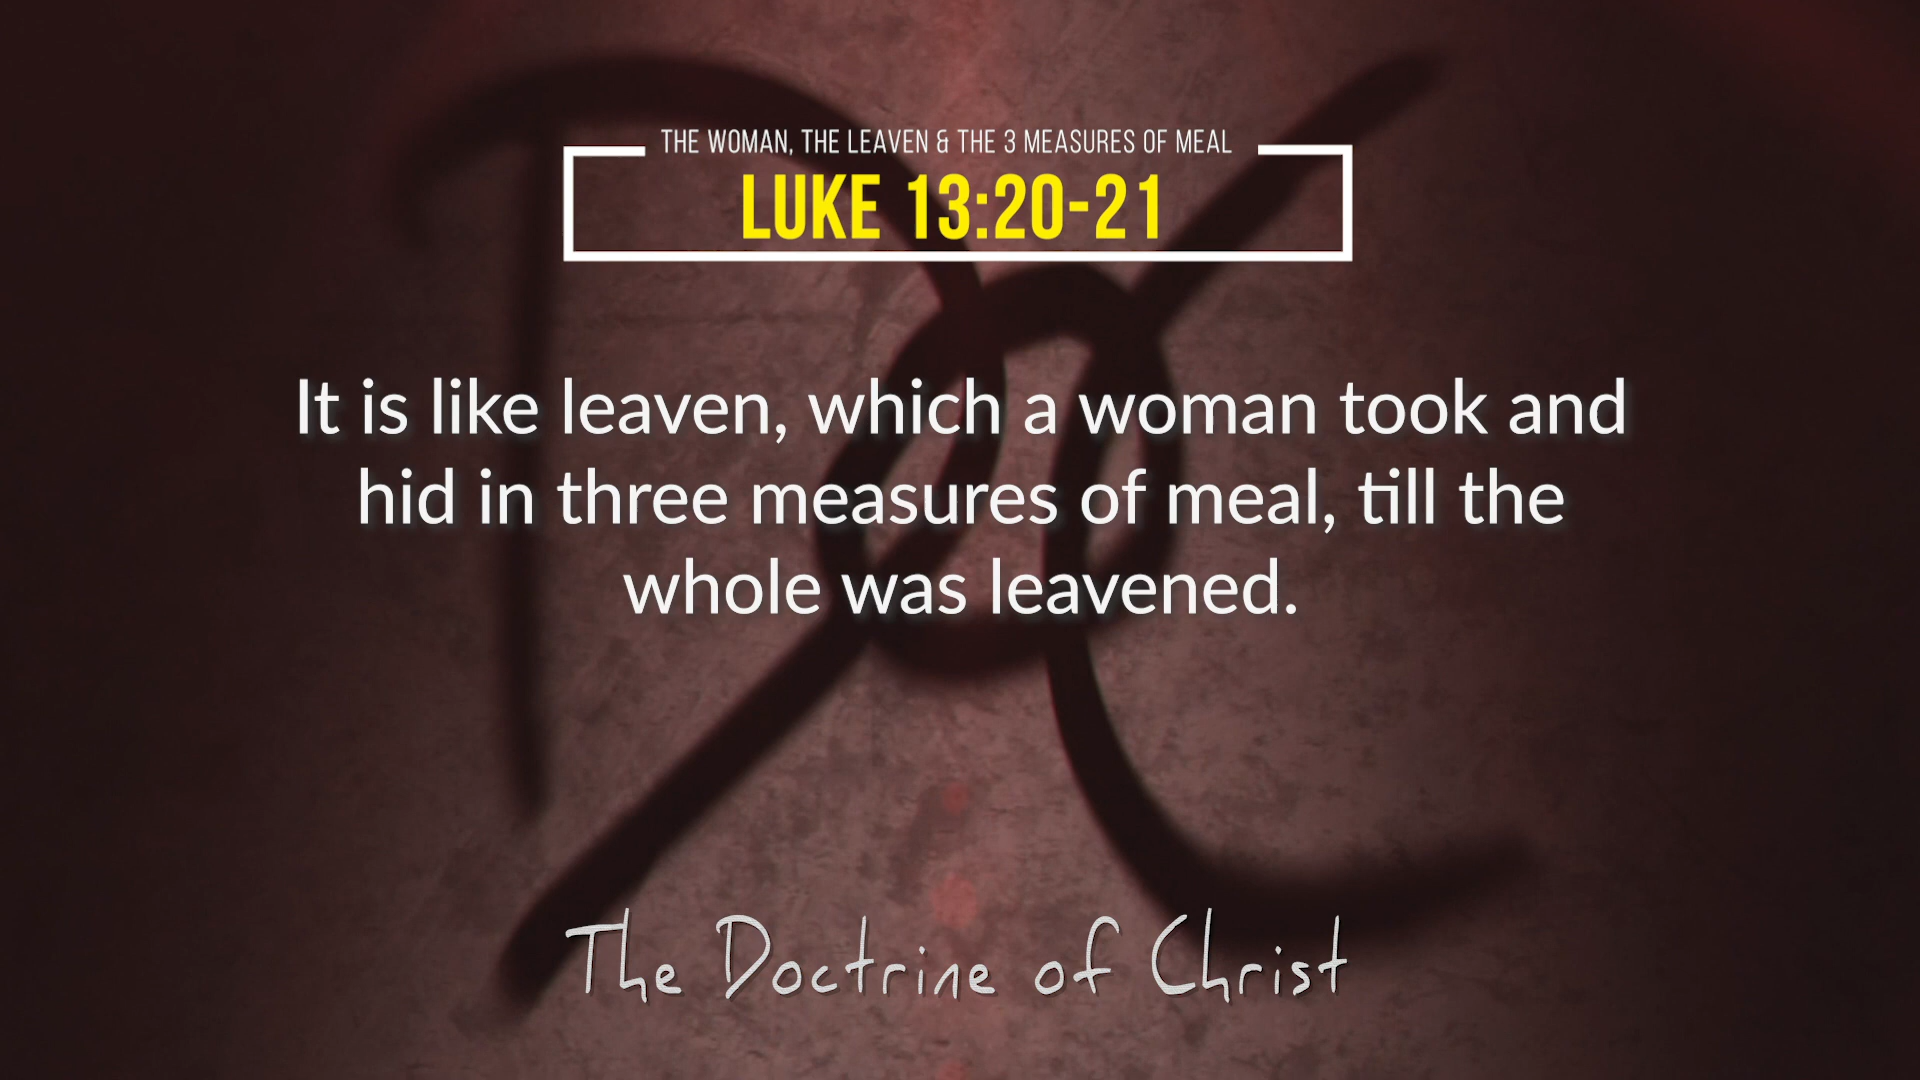 THE WOMAN, THE LEAVEN & THE 3 MEASURES OF MEAL
LUKE 13:20-21
It is like leaven, which a woman took and
hid in three measures of meal, till the
whole was leavened.
The Doctrine of Christ